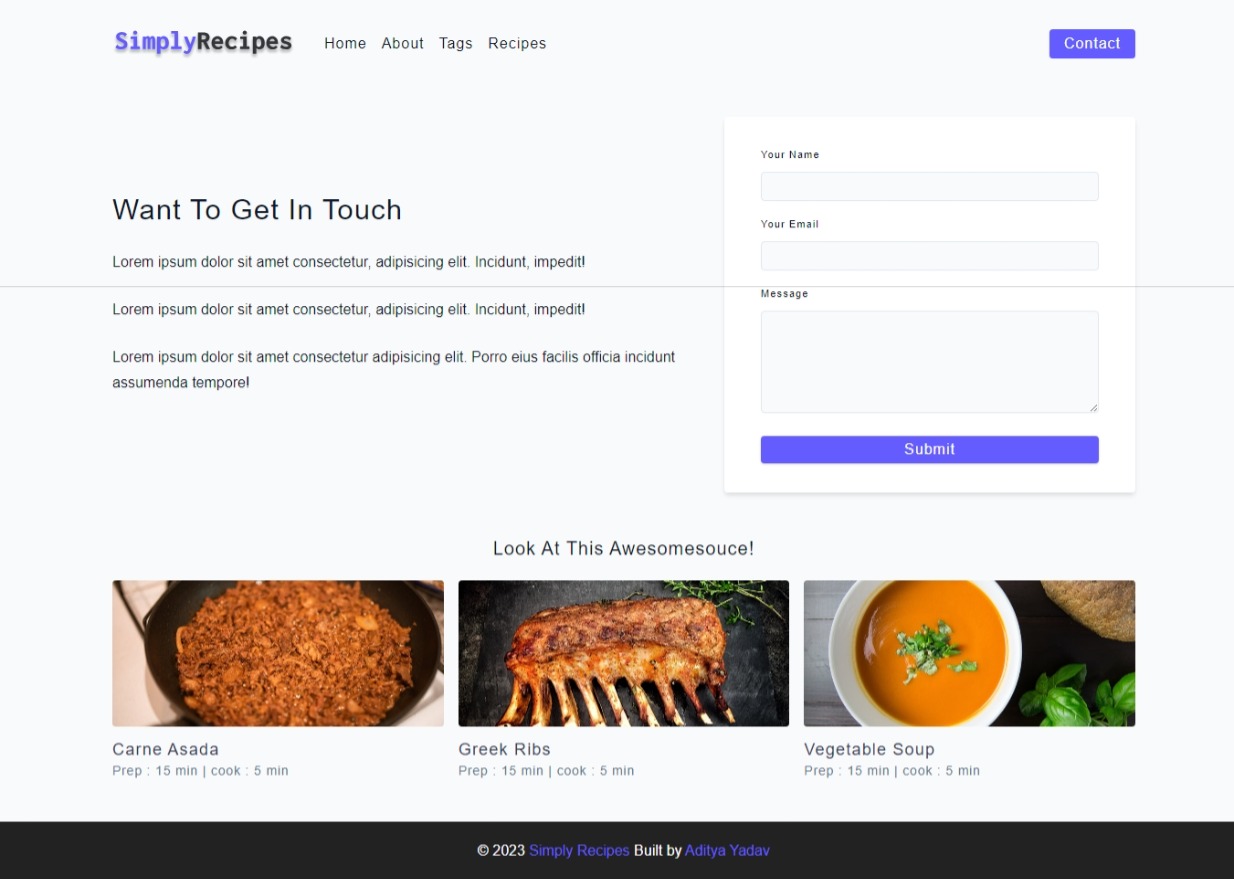 SimplyRecipes Home About Tags Recipes Contact
Want To Get In Touch
Lorem ipsum dolor sit amet consectetur, adipisicing elit. Incidunt, impedit!
Lorem ipsum dolor sit amet consectetur, adipisicing elit. Incidunt, impedit!
Lorem ipsum dolor sit amet consectetur adipisicing elit. Porro eius facilis officia incidunt
assumenda tempore!
Your Name
Your Email
Message
Submit
Look At This Awesomesouce!
Carne Asada
Prep : 15 min | cook : 5 min
Greek Ribs
Prep : 15 min | cook : 5 min
Vegetable Soup
Prep : 15 min | cook : 5 min
© 2023 Simply Recipes Built by Aditya Yadav